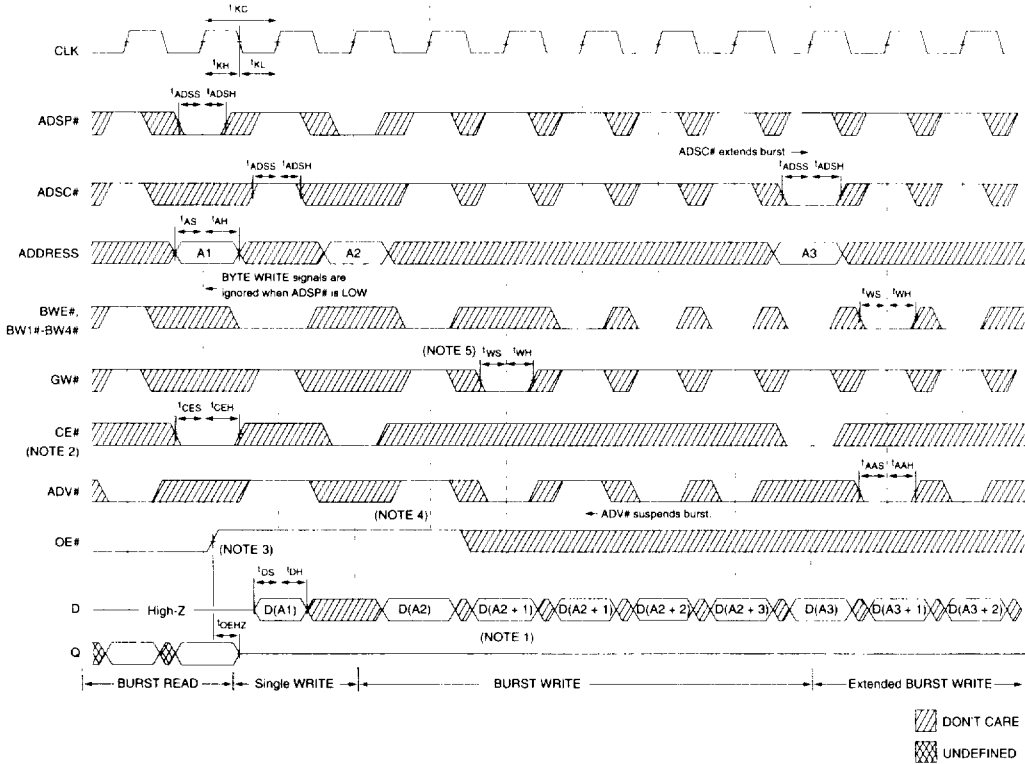 tKC
CLK
tKH tKL
tADSS tADSH
ADSP#
ADSC# extends burst
tADSS tADSH tADSS tADSH
ADSC#
tAS tAH
ADDRESS A1 A2 A3
BYTE WRITE signals are
ignored when ADSP# is LOW
BWE#,
BW1#-BW4#
tWS tWH
(NOTE 5) tWS tWH
GW#
tCES tCEH
CE#
(NOTE 2)
tAAS tAAH
ADV#
(NOTE 4) ADV# suspends burst.
OE#
(NOTE 3)
tDS tDH
D High-Z D(A1) D(A2) D(A2 + 1) D(A2 + 1) D(A2 + 2) D(A2 + 3) D(A3) D(A3 + 1) D(A3 + 2)
tOEHZ
(NOTE 1)
Q
BURST READ Single WRITE BURST WRITE Extended BURST WRITE
DON'T CARE
UNDEFINED